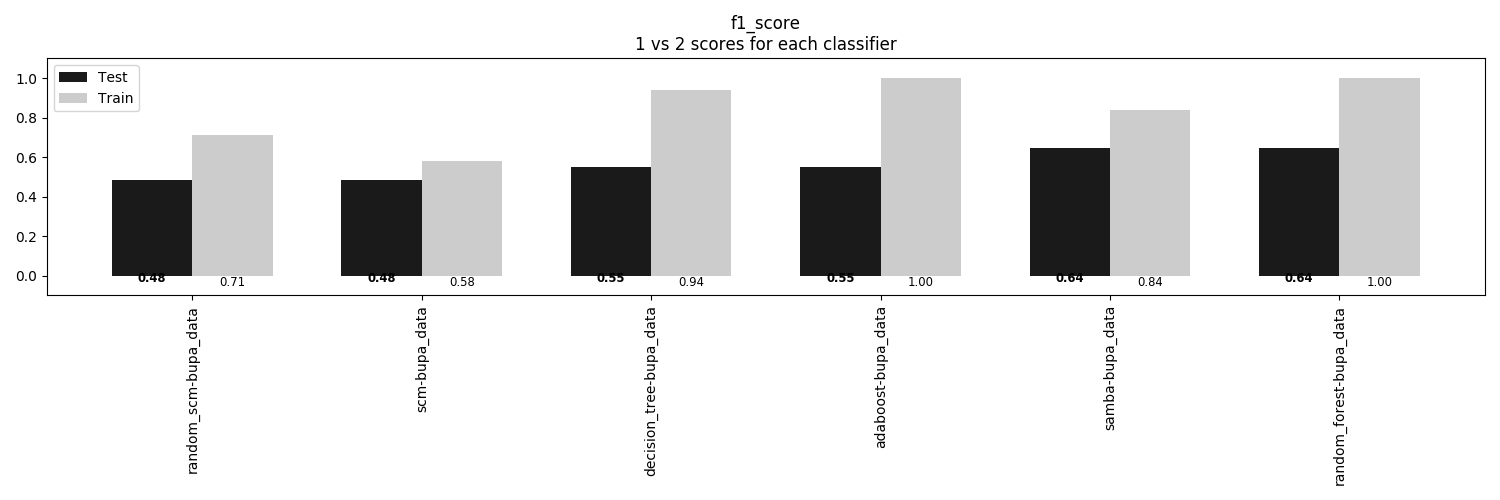 f1_score
1 vs 2 scores for each classifier
Test
Train
1.0
0.8
0.6
0.4
0.2
0.0
0.48 0.71 0.48 0.58 0.55 0.94 0.55 1.00 0.64 0.84 0.64 1.00
random_scm-bupa_data
scm-bupa_data
decision_tree-bupa_data
adaboost-bupa_data
samba-bupa_data
random_forest-bupa_data